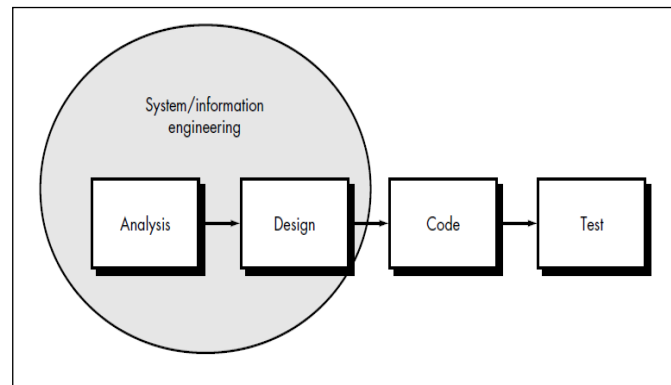 System/information
engineering
Analysis
Design
Code
Test